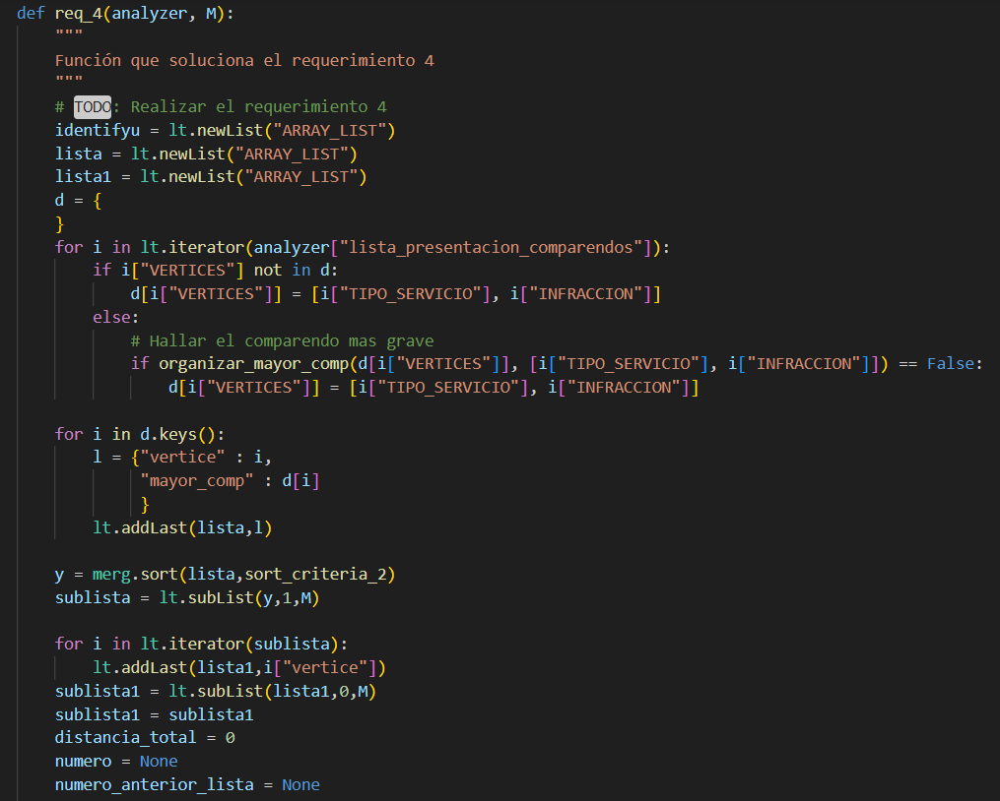 def req_4(analyzer, M):
    """
    Función que soluciona el requerimiento 4
    """
    # TODO: Realizar el requerimiento 4
    identifyu = lt.newList("ARRAY_LIST")
    lista = lt.newList("ARRAY_LIST")
    lista1 = lt.newList("ARRAY_LIST")
    d = {
    }
    for i in lt.iterator(analyzer["lista_presentacion_comparendos"]):
        if i["VERTICES"] not in d:
            d[i["VERTICES"]] = [i["TIPO_SERVICIO"], i["INFRACCION"]]
        else:
            # Hallar el comparendo mas grave
            if organizar_mayor_comp(d[i["VERTICES"]], [i["TIPO_SERVICIO"], i["INFRACCION"]]) == False:
                d[i["VERTICES"]] = [i["TIPO_SERVICIO"], i["INFRACCION"]]

    for i in d.keys():
        l = {"vertice" : i,
             "mayor_comp" : d[i]
             }
        lt.addLast(lista,l)

    y = merg.sort(lista,sort_criteria_2)
    sublista = lt.subList(y,1,M)

    for i in lt.iterator(sublista):
        lt.addLast(lista1,i["vertice"])
    sublista1 = lt.subList(lista1,0,M)
    sublista1 = sublista1
    distancia_total = 0
    numero = None
    numero_anterior_lista = None